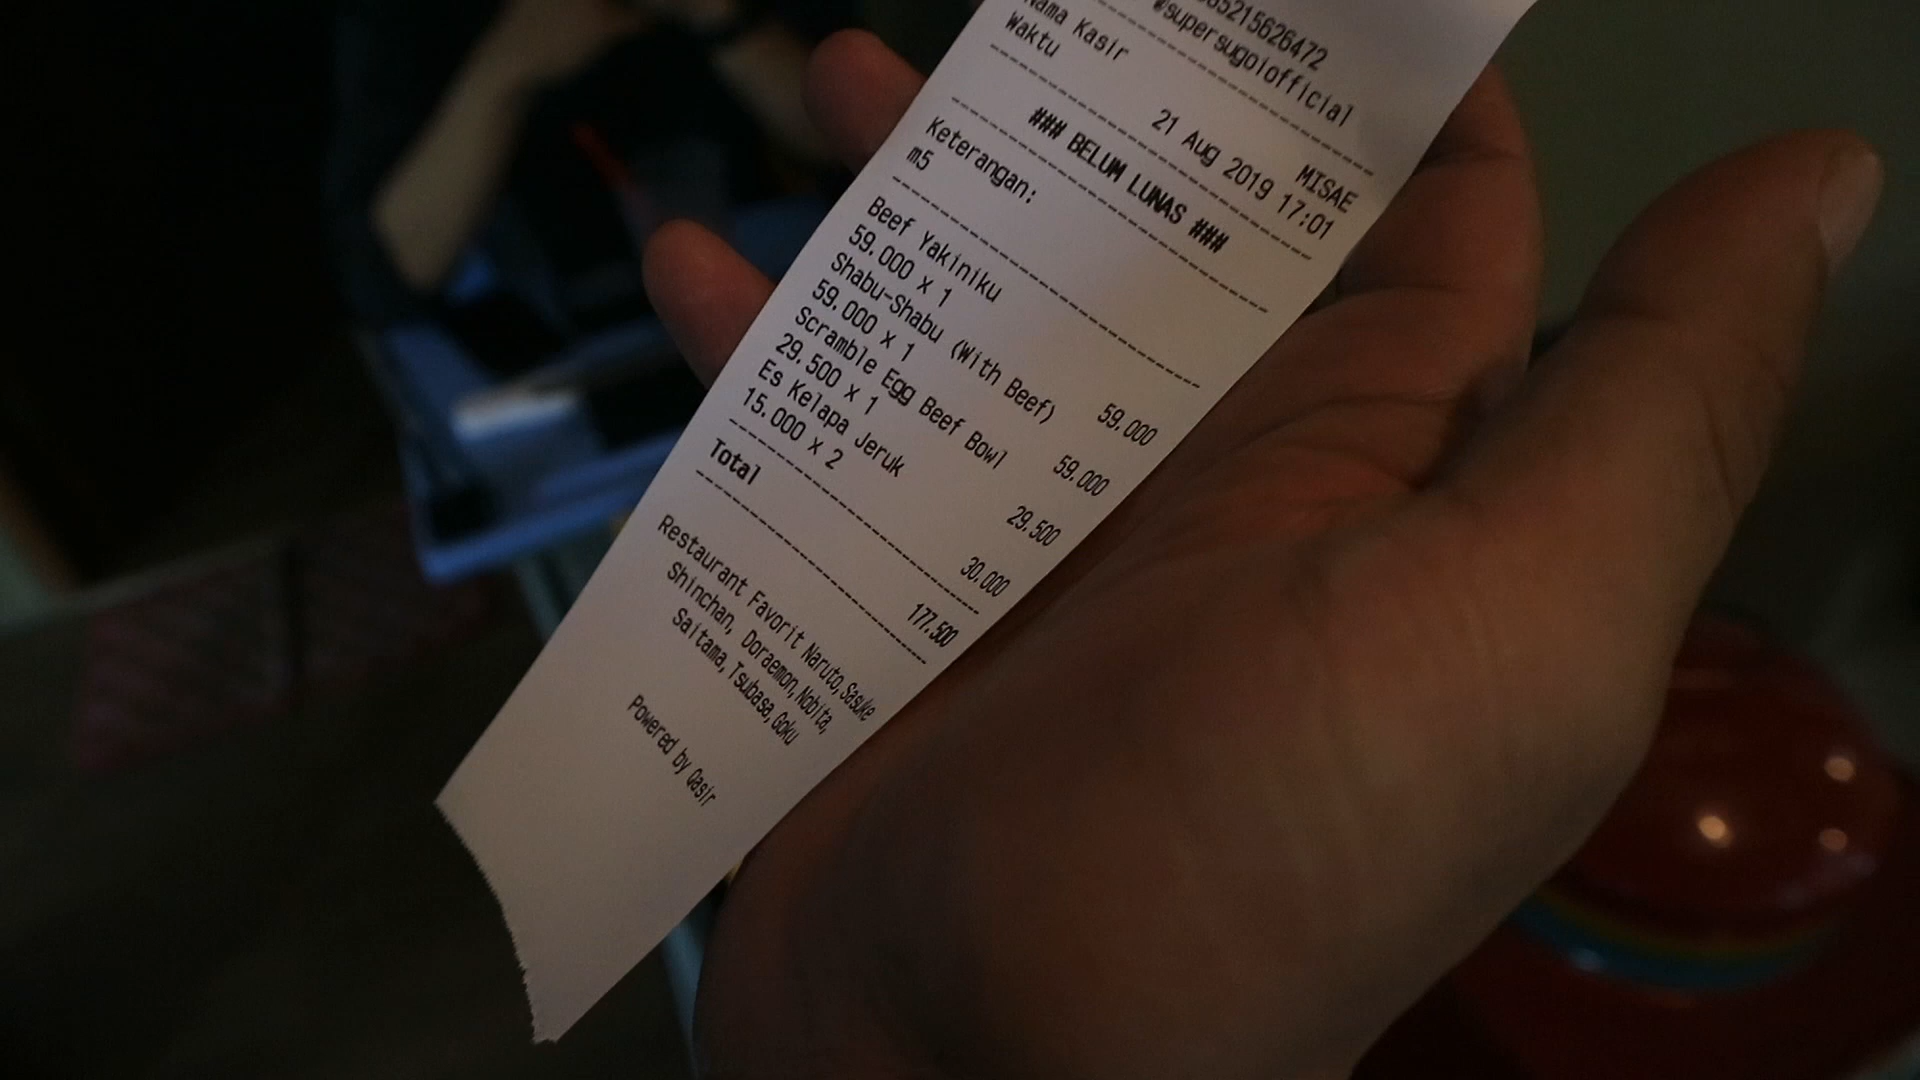 @supersugoiofficial
Nama Kasir MISAE
Waktu 21 Aug 2019 17:01
### BELUM LUNAS ###
Keterangan:
m5
Beef Yakiniku
59.000 x 1 59.000
Shabu-Shabu (With Beef)
59.000 x 1 59.000
Scramble Egg Beef Bowl
29.500 x 1 29.500
Es Kelapa Jeruk
15.000 x 2 30.000
Total 177.500
Restaurant Favorit Naruto,Sasuke
Shinchan, Doraemon,Nobita,
Saitama,Tsubasa,Goku
Powered by Qasir